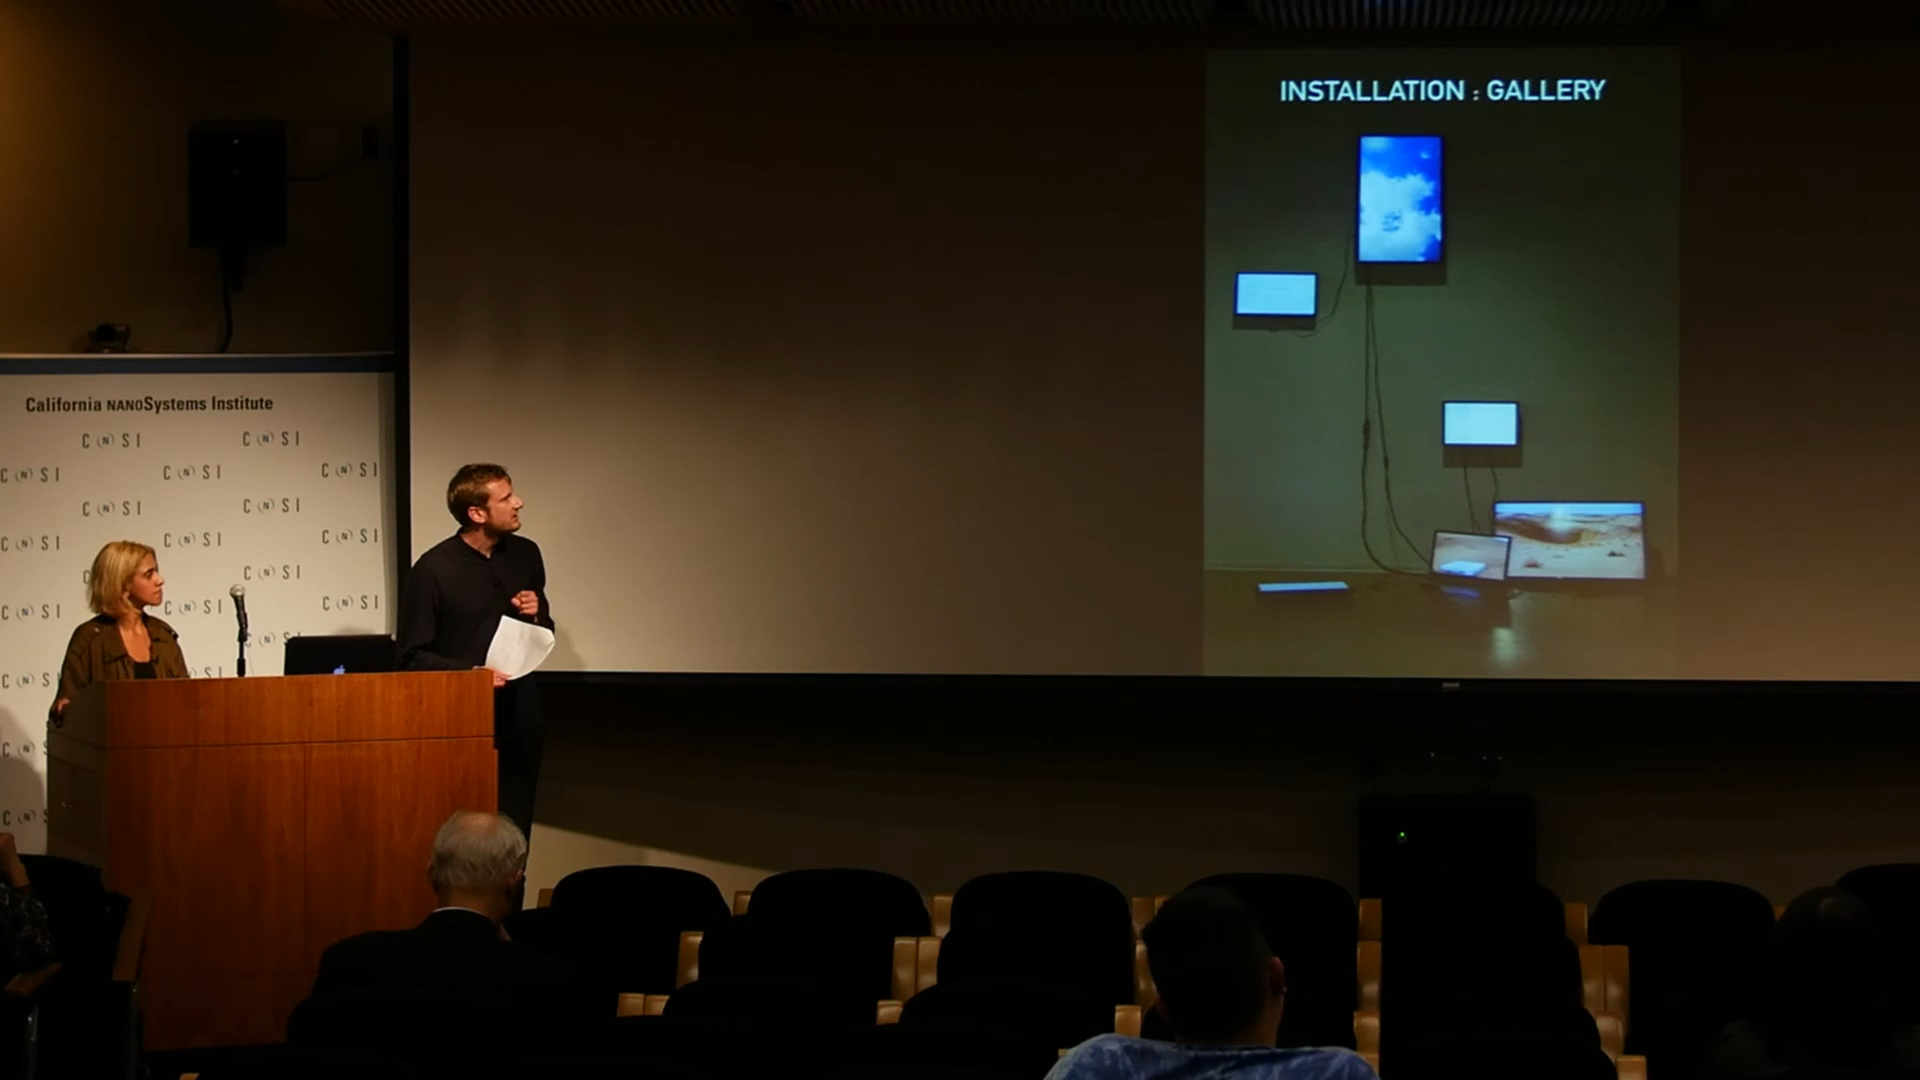 INSTALLATION : GALLERY
California NANOSystems Institute
C (N) S I C (N) S I
C (N) S I C (N) S I C (N) S I
C (N) S I C (N) S I
C (N) S I C (N) S I C (N) S I
C (N) S I
C (N) S I C (N) S I C (N) S I
(N) S
C (N) S S I
C (N) S
C (N) S